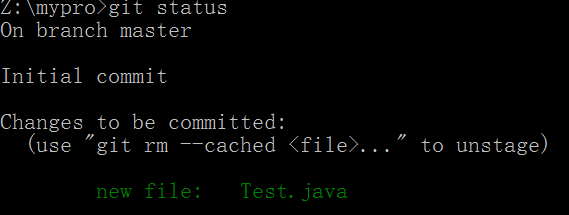 Z:\mypro>git status
On branch master
Initial commit
Changes to be committed:
(use "git rm --cached <file>..." to unstage)
new file: Test.java